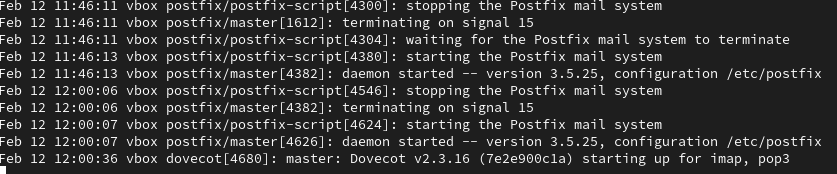 Feb 12 11:46:11 vbox postfix/postfix-script[4300]: stopping the Postfix mail system
Feb 12 11:46:11 vbox postfix/master[1612]: terminating on signal 15
Feb 12 11:46:11 vbox postfix/postfix-script[4304]: waiting for the Postfix mail system to terminate
Feb 12 11:46:13 vbox postfix/postfix-script[4380]: starting the Postfix mail system
Feb 12 11:46:13 vbox postfix/master[4382]: daemon started -- version 3.5.25, configuration /etc/postfix
Feb 12 12:00:06 vbox postfix/postfix-script[4546]: stopping the Postfix mail system
Feb 12 12:00:06 vbox postfix/master[4382]: terminating on signal 15
Feb 12 12:00:07 vbox postfix/postfix-script[4624]: starting the Postfix mail system
Feb 12 12:00:07 vbox postfix/master[4626]: daemon started -- version 3.5.25, configuration /etc/postfix
Feb 12 12:00:36 vbox dovecot[4680]: master: Dovecot v2.3.16 (7e2e900c1a) starting up for imap, pop3